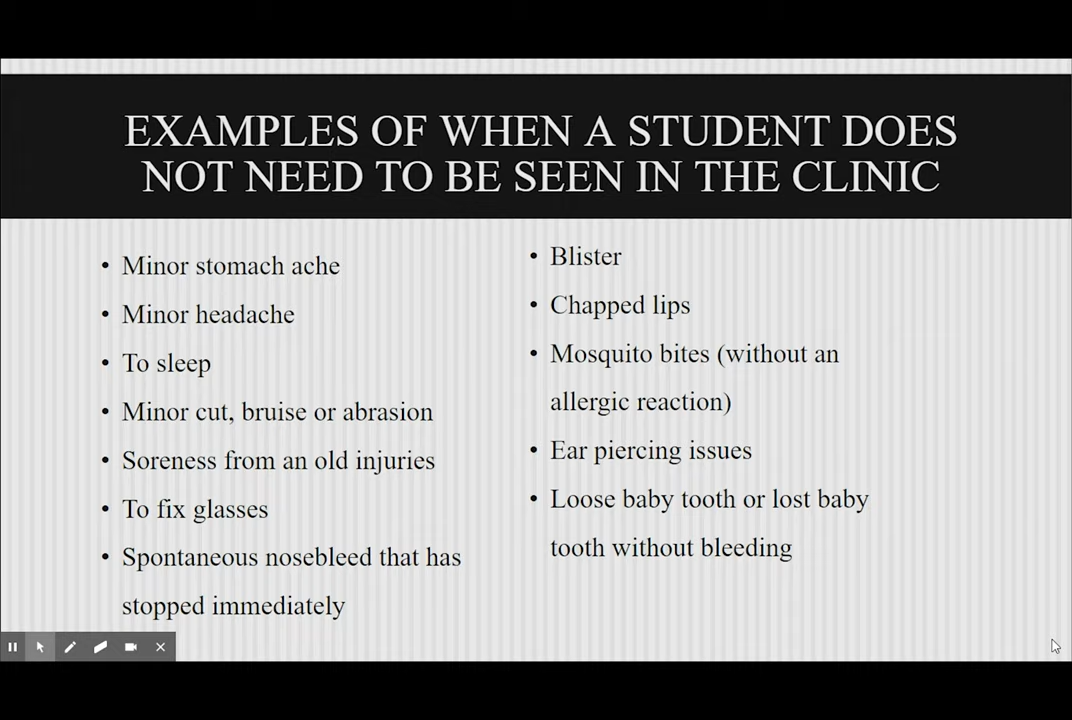 EXAMPLES OF WHEN A STUDENT DOES
NOT NEED TO BE SEEN IN THE CLINIC
• Minor stomach ache
• Minor headache
• To sleep
• Minor cut, bruise or abrasion
• Soreness from an old injuries
• To fix glasses
• Spontaneous nosebleed that has
stopped immediately
• Blister
• Chapped lips
• Mosquito bites (without an
allergic reaction)
• Ear piercing issues
• Loose baby tooth or lost baby
tooth without bleeding